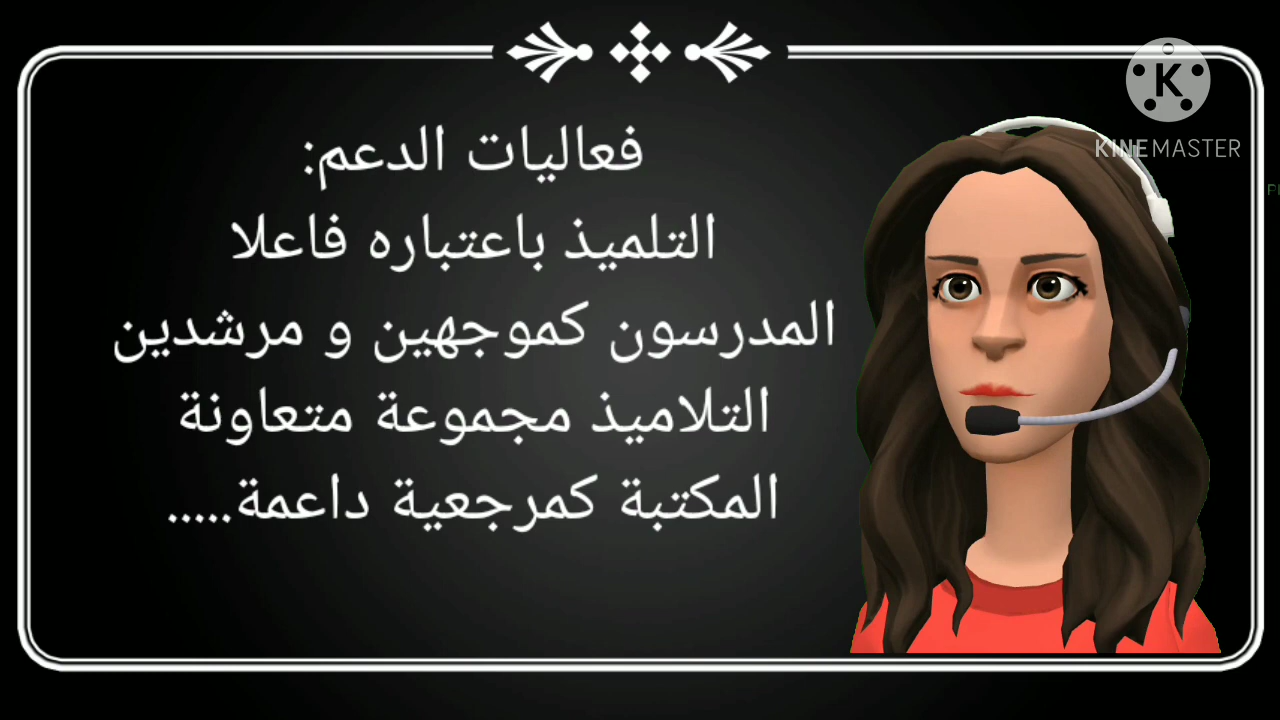 فعاليات الدعم:
التلميذ باعتباره فاعلا
المدرسون كموجهين و مرشدين
التلاميذ مجموعة متعاونة
المكتبة كمرجعية داعمة.....
K
KINEMASTER